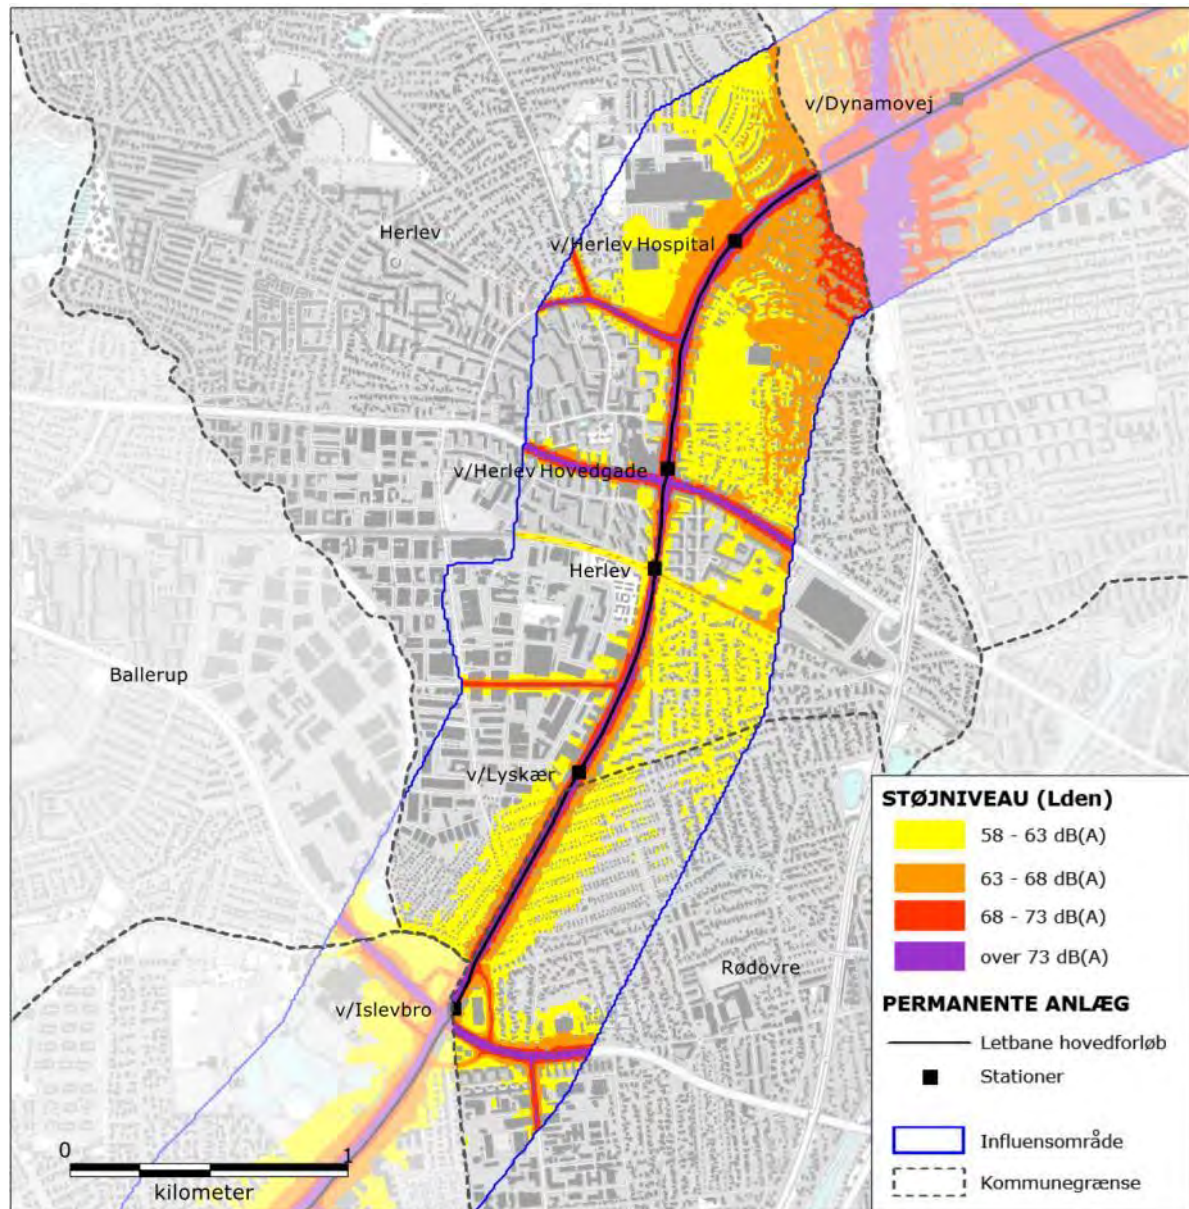 v/Dynamovej
Herlev
v/Herlev Hospital
v/Herlev Hovedgade
Herlev
Ballerup
v/Lyskær
Rødovre
v/Islevbro
0
1
kilometer
STØJNIVEAU (Lden)
58 - 63 dB(A)
63 - 68 dB(A)
68 - 73 dB(A)
over 73 dB(A)
PERMANENTE ANLÆG
Letbane hovedforløb
Stationer
Influensområde
Kommunegrænse